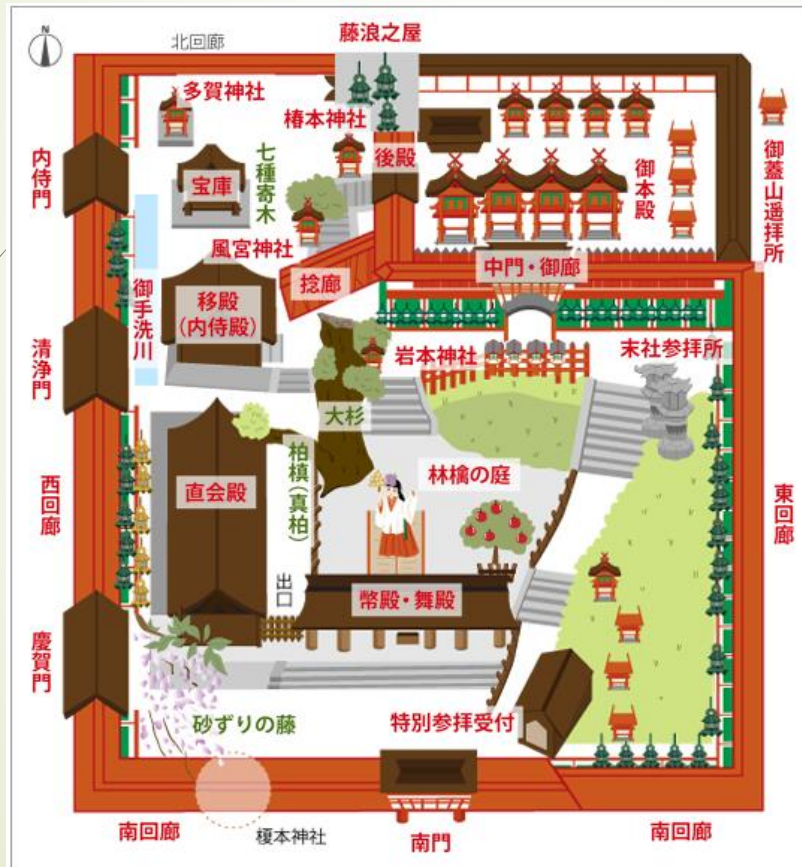 N
北回廊
藤浪之屋
多賀神社
椿本神社
内侍門
宝庫
七種寄木
後殿
御本殿
御蓋山遥拝所
風宮神社
捻廊
中門・御廊
御手洗川
移殿
(内侍殿)
清浄門
岩本神社
末社参拝所
大杉
西回廊
直会殿
柏槙(真柏)
林檎の庭
東回廊
出口
幣殿・舞殿
慶賀門
砂ずりの藤
特別参拝受付
南回廊
榎本神社
南門
南回廊